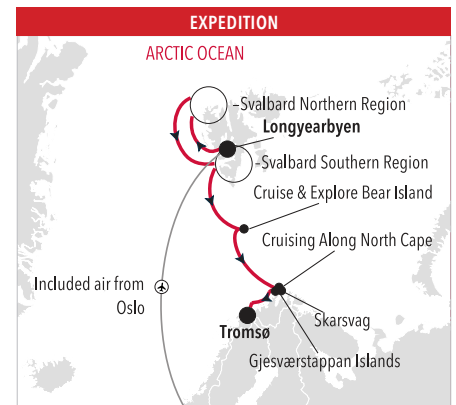 EXPEDITION
ARCTIC OCEAN
Svalbard Northern Region
Longyearbyen
Svalbard Southern Region
Cruise & Explore Bear Island
Cruising Along North Cape
Included air from
Oslo
Skarsvag
Tromsø
Gjesværstappan Islands